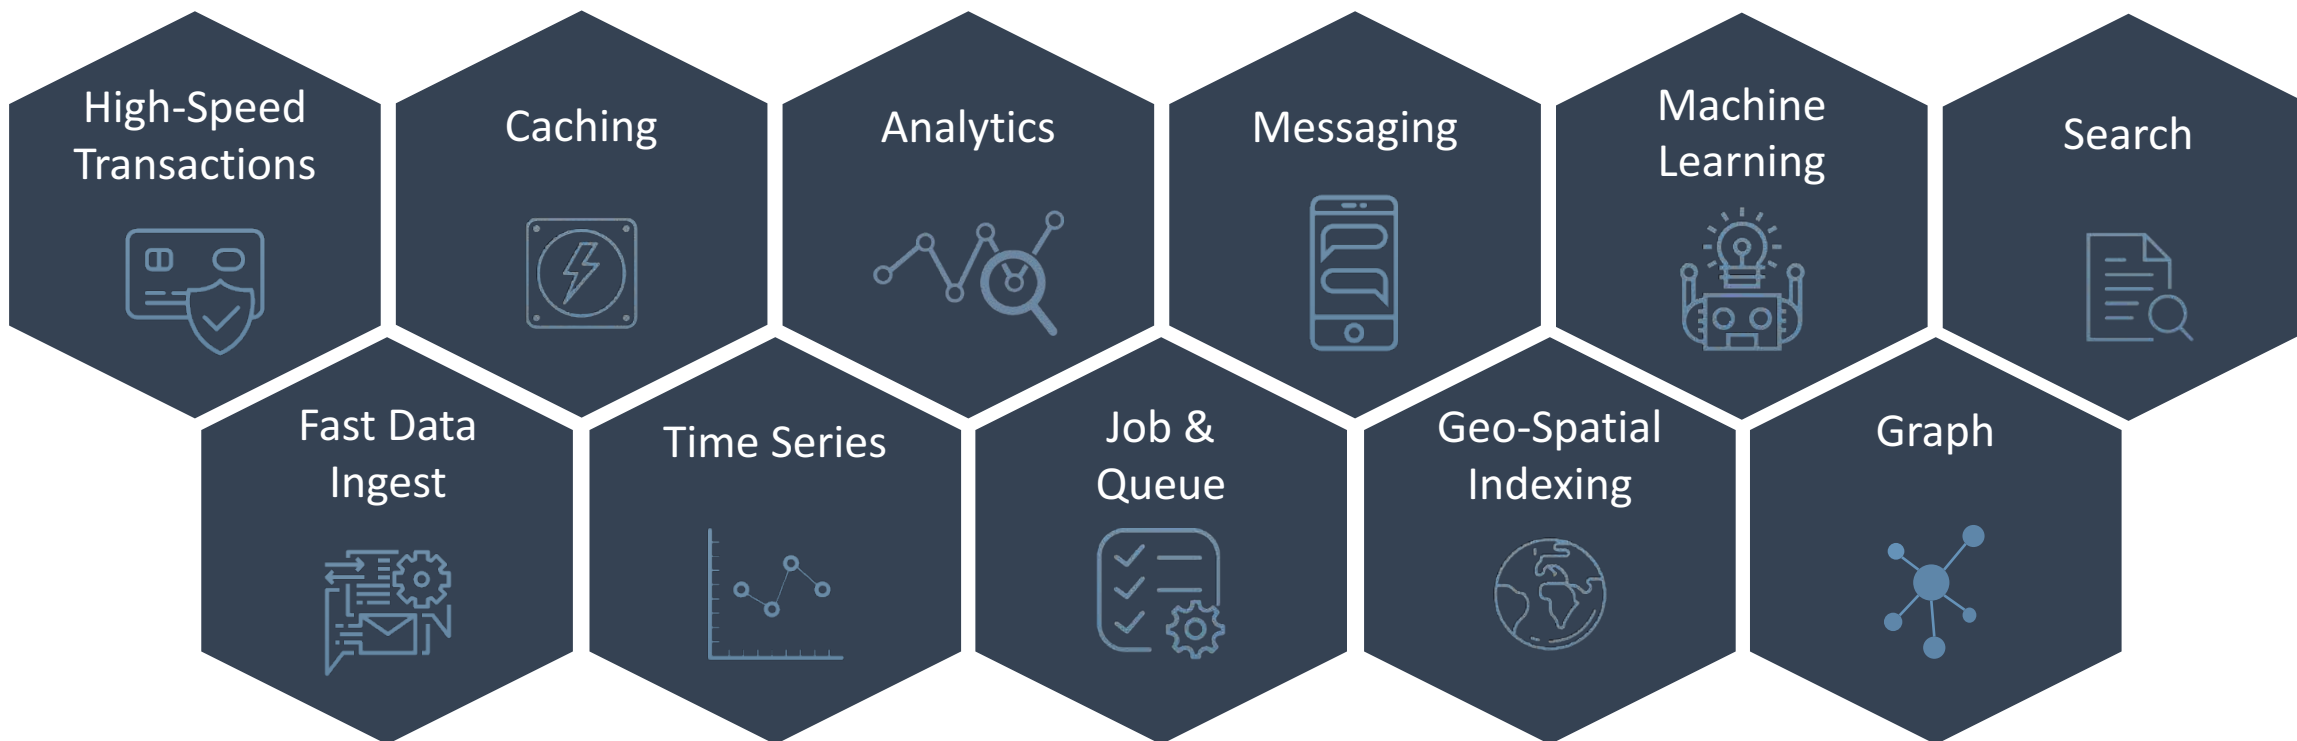 High-Speed
Transactions
Caching
Analytics
Messaging
Machine
Learning
Search
Fast Data
Ingest
Time Series
Job &
Queue
Geo-Spatial
Indexing
Graph